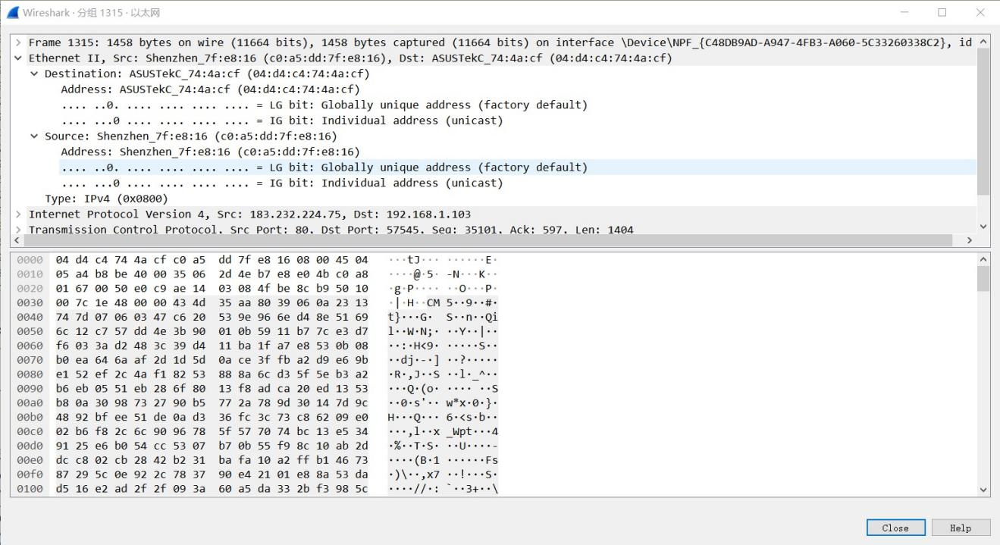 Wireshark · 分组 1315 · 以太网
Frame 1315: 1458 bytes on wire (11664 bits), 1458 bytes captured (11664 bits) on interface \Device\NPF_{C48DB9AD-A947-4FB3-A060-5C33260338C2}, id
Ethernet II, Src: Shenzhen_7f:e8:16 (c0:a5:dd:7f:e8:16), Dst: ASUSTekC_74:4a:cf (04:d4:c4:74:4a:cf)
Destination: ASUSTekC_74:4a:cf (04:d4:c4:74:4a:cf)
Address: ASUSTekC_74:4a:cf (04:d4:c4:74:4a:cf)
.... ..0. .... .... .... .... = LG bit: Globally unique address (factory default)
.... ...0 .... .... .... .... = IG bit: Individual address (unicast)
Source: Shenzhen_7f:e8:16 (c0:a5:dd:7f:e8:16)
Address: Shenzhen_7f:e8:16 (c0:a5:dd:7f:e8:16)
.... ..0. .... .... .... .... = LG bit: Globally unique address (factory default)
.... ...0 .... .... .... .... = IG bit: Individual address (unicast)
Type: IPv4 (0x0800)
Internet Protocol Version 4, Src: 183.232.224.75, Dst: 192.168.1.103
Transmission Control Protocol, Src Port: 80, Dst Port: 57545, Seq: 35101, Ack: 597, Len: 1404
0000 04 d4 c4 74 4a cf c0 a5 dd 7f e8 16 08 00 45 04 ···tJ··· ······E·
0010 05 a4 b8 be 40 00 35 06 2d 4e b7 e8 e0 4b c0 a8 ····@·5· -N···K··
0020 01 67 00 50 e0 c9 ae 14 03 08 4f be 8c b9 50 10 ·g·P···· ··O···P·
0030 00 7c 1e 48 00 00 43 4d 35 aa 80 39 06 0a 23 13 ·|·H··CM 5··9··#·
0040 74 7d 07 06 03 47 c6 20 53 9e 96 6e d4 8e 51 69 t}···G·  S··n··Qi
0050 6c 12 c7 57 dd 4e 3b 90 01 0b 59 11 b7 7c e3 d7 l··W·N;· ··Y··|··
0060 f6 03 3a d2 48 3c 39 d4 11 ba 1f a7 e8 53 0b 08 ··:·H<9· ·····S··
0070 b0 ea 64 6a af 2d 1d 5d 0a ce 3f fb a2 d9 e6 9b ··dj·-·] ··?·····
0080 e1 52 ef 2c 4a f1 82 53 88 8a 6c d3 5f 5e b3 a2 ·R·,J··S ··l·_^··
0090 b6 eb 05 51 eb 28 6f 80 13 f8 ad ca 20 ed 13 53 ···Q·(o· ···· ··S
00a0 b8 0a 30 98 73 27 90 b5 77 2a 78 9d 30 14 7d 9c ··0·s'·· w*x·0·}·
00b0 48 92 bf ee 51 de 0a d3 36 fc 3c 73 c8 62 09 e0 H···Q··· 6·<s·b··
00c0 02 b6 f8 2c 6c 90 96 78 5f 57 70 74 bc 13 e5 34 ···,l··x _Wpt···4
00d0 91 25 e6 b0 54 cc 53 07 b7 0b 55 f9 8c 10 ab 2d ·%··T·S· ··U····-
00e0 dc c8 02 cb 28 42 b2 31 ba fa 10 a2 ff b1 46 73 ····(B·1 ······Fs
00f0 87 29 5c 0e 92 2c 78 37 90 e4 21 01 e8 8a 53 da ·)\··,x7 ··!···S·
0100 d5 16 e2 ad 2f 2f 09 3a 60 a5 da 33 2b f3 98 5c ····//·: `··3+··\
Close Help